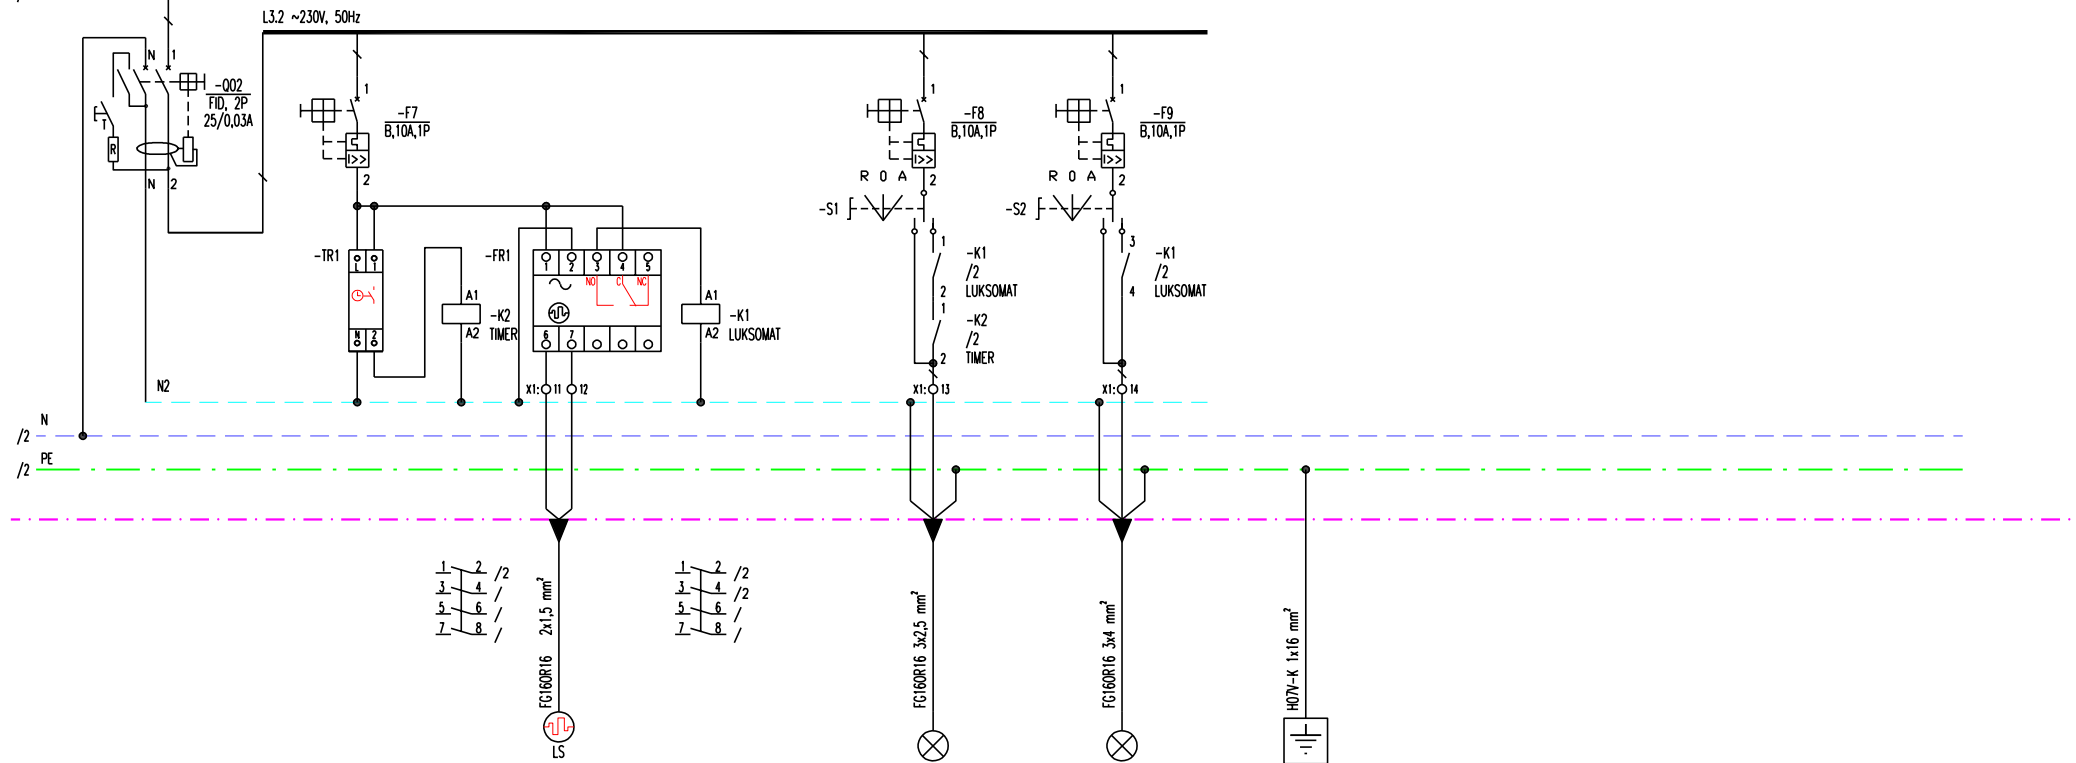 L3.2 ~230V, 50Hz
N 1
-Q02
FID, 2P
25/0,03A
T
R
N 2
1
-F7
B,10A,1P
I>>
2
1
-F8
B,10A,1P
I>>
2
1
-F9
B,10A,1P
I>>
2
R O A
-S1
R O A
-S2
-TR1
L 1
N 2
A1
-K2
A2
TIMER
-FR1
1 2 3 4 5
NO C NC
6 7
A1
-K1
A2
LUKSOMAT
1
-K1
/2
2
LUKSOMAT
1
-K2
/2
2
TIMER
3
-K1
/2
4
LUKSOMAT
X1: 11 12
X1: 13
X1: 14
N2
N
/2
PE
/2
1 2 /2
3 4 /
5 6 /
7 8 /
1 2 /2
3 4 /2
5 6 /
7 8 /
FG16OR16 2x1,5 mm²
LS
FG16OR16 3x2,5 mm²
FG16OR16 3x4 mm²
H07V-K 1x16 mm²